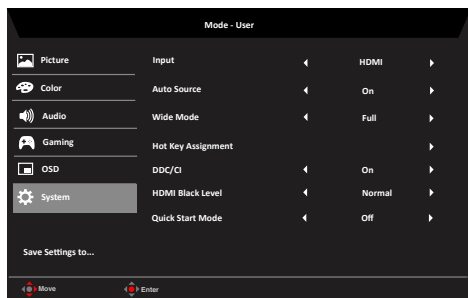 Mode - User
Picture
Input HDMI
Color
Auto Source On
Audio
Wide Mode Full
Gaming
Hot Key Assignment
OSD
DDC/CI On
System
HDMI Black Level Normal
Quick Start Mode Off
Save Settings to...
Move Enter